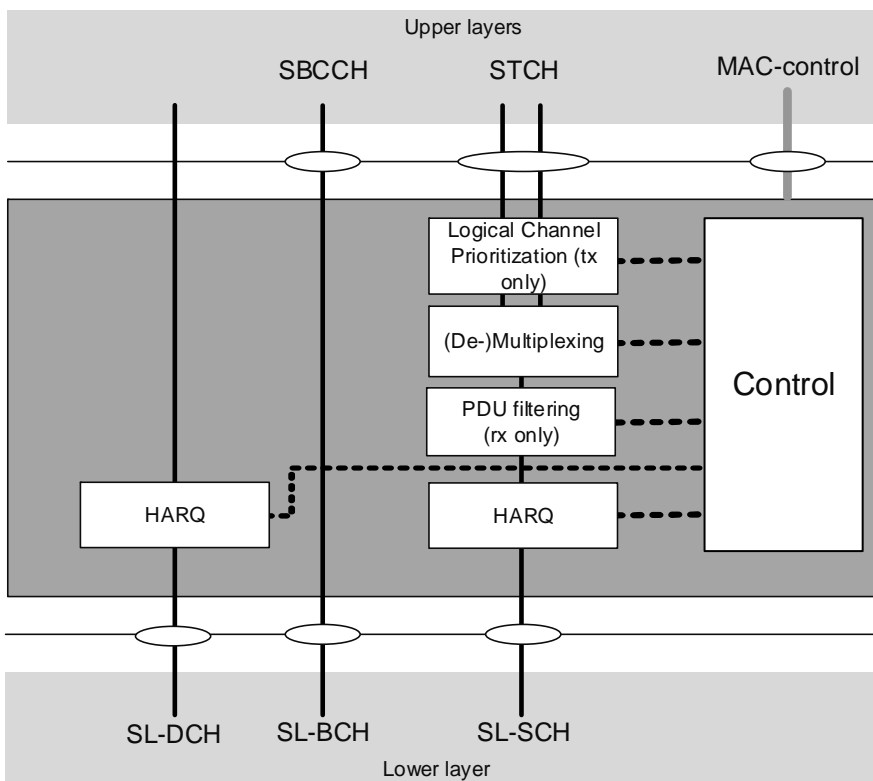 Upper layers
SBCCH
STCH
MAC-control
Logical Channel
Prioritization (tx
only)
(De-)Multiplexing
Control
PDU filtering
(rx only)
HARQ
HARQ
SL-DCH
SL-BCH
SL-SCH
Lower layer